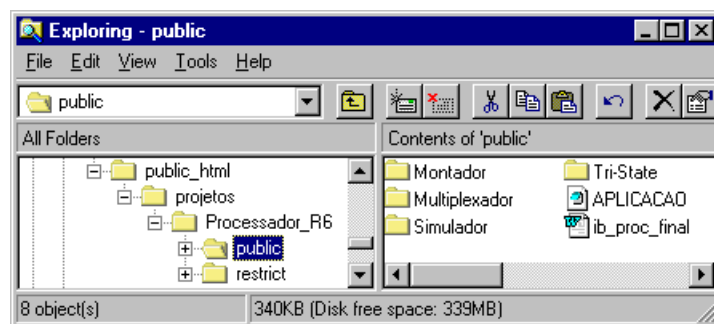 Exploring - public
File Edit View Tools Help
public
All Folders
Contents of 'public'
public_html
projetos
Processador_R6
public
restrict
Montador
Multiplexador
Simulador
Tri-State
APLICACAO
ib_proc_final
8 object(s)
340KB (Disk free space: 339MB)